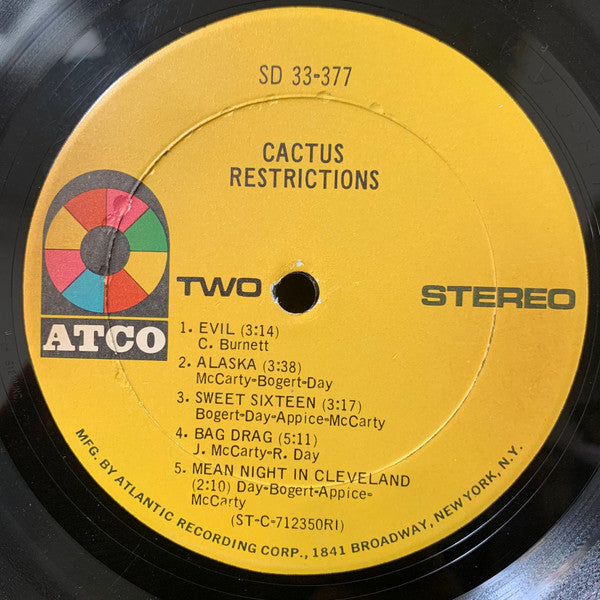 SD 33-377
CACTUS
RESTRICTIONS
ATCO
TWO
STEREO
1. EVIL (3:14)
C. Burnett
2. ALASKA (3:38)
McCarty-Bogert-Day
3. SWEET SIXTEEN (3:17)
Bogert-Day-Appice-McCarty
4. BAG DRAG (5:11)
J. McCarty-R. Day
5. MEAN NIGHT IN CLEVELAND
(2:10) Day-Bogert-Appice-
McCarty
(ST-C-712350RI)
MFG. BY ATLANTIC RECORDING CORP., 1841 BROADWAY, NEW YORK, N.Y.